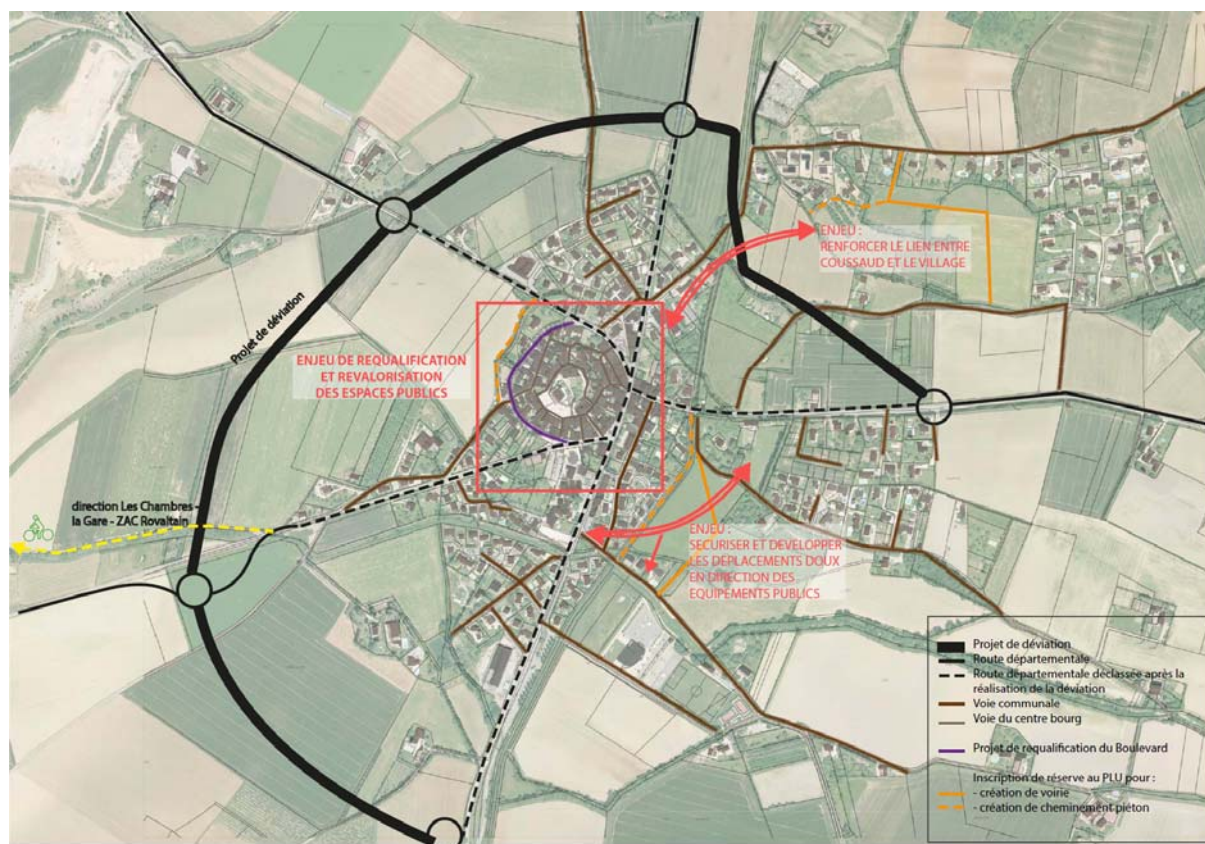 ENJEU :
RENFORCER LE LIEN ENTRE
COUSSAUD ET LE VILLAGE
Projet de déviation
ENJEU DE REQUALIFICATION
ET REVALORISATION
DES ESPACES PUBLICS
direction Les Chambres -
la Gare - ZAC Rovaltain
ENJEU :
SECURISER ET DEVELOPPER
LES DEPLACEMENTS DOUX
EN DIRECTION DES
EQUIPEMENTS PUBLICS
Projet de déviation
Route départementale
Route départementale déclassée après la
réalisation de la déviation
Voie communale
Voie du centre bourg
Projet de requalification du Boulevard
Inscription de réserve au PLU pour :
- création de voirie
- création de cheminement piéton